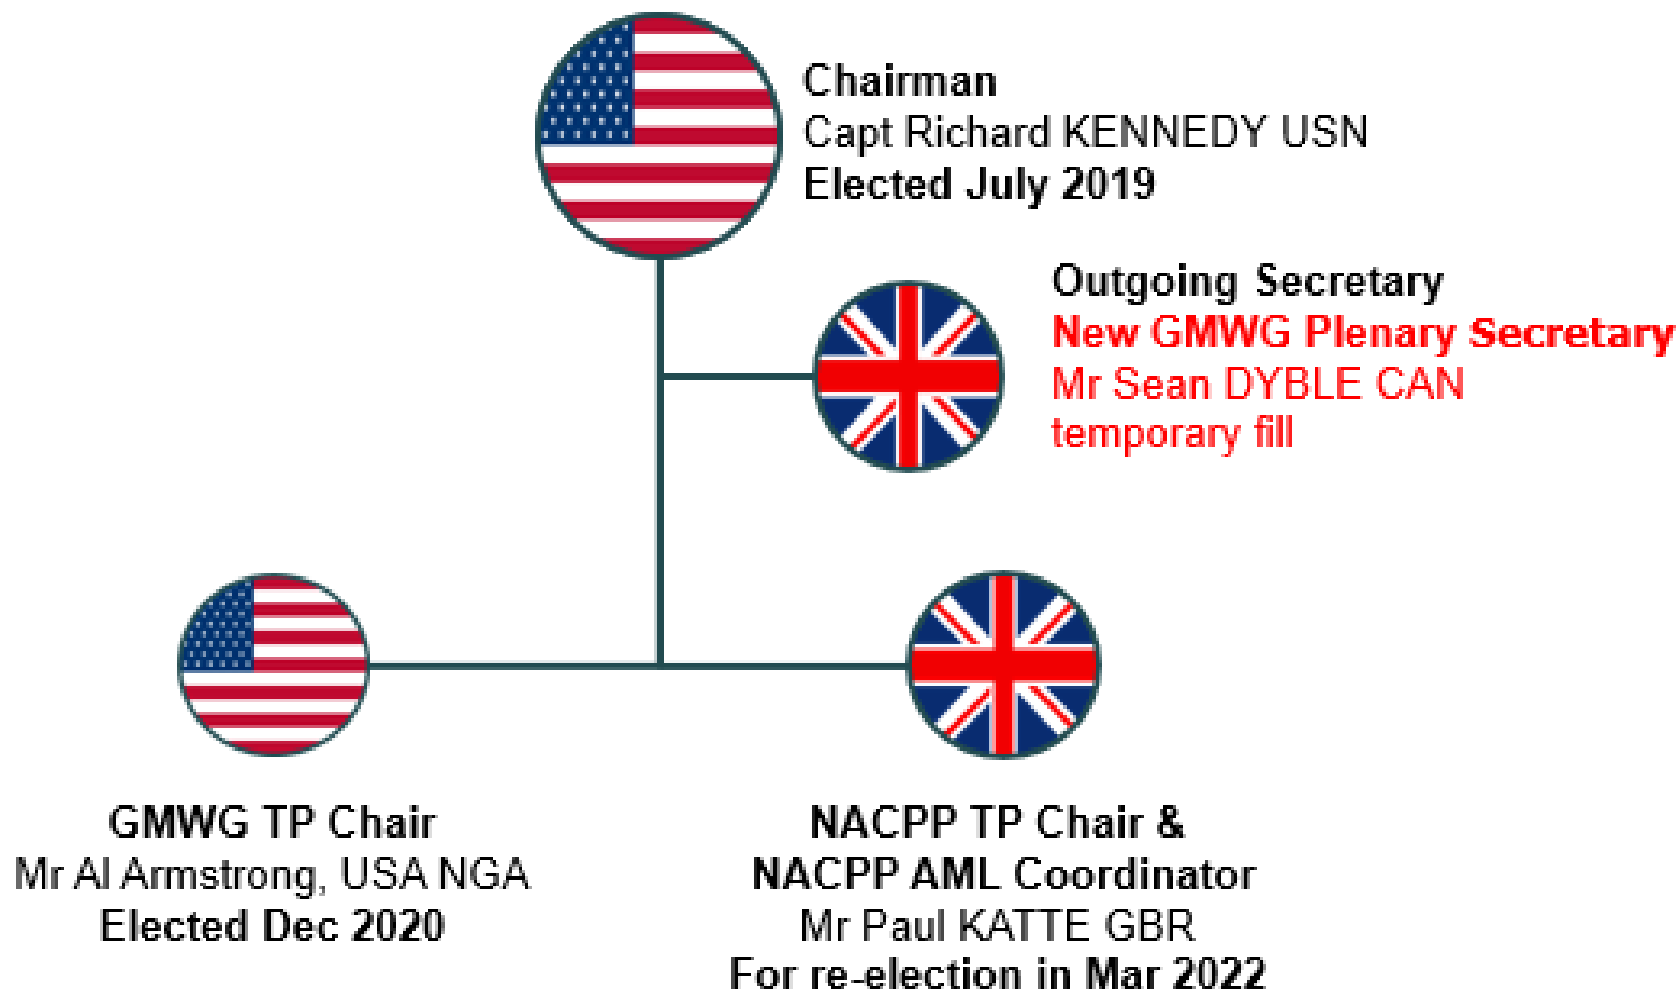 Chairman
Capt Richard KENNEDY USN
Elected July 2019
Outgoing Secretary
New GMWG Plenary Secretary
Mr Sean DYBLE CAN
temporary fill
GMWG TP Chair
Mr Al Armstrong, USA NGA
Elected Dec 2020
NACPP TP Chair &
NACPP AML Coordinator
Mr Paul KATTE GBR
For re-election in Mar 2022